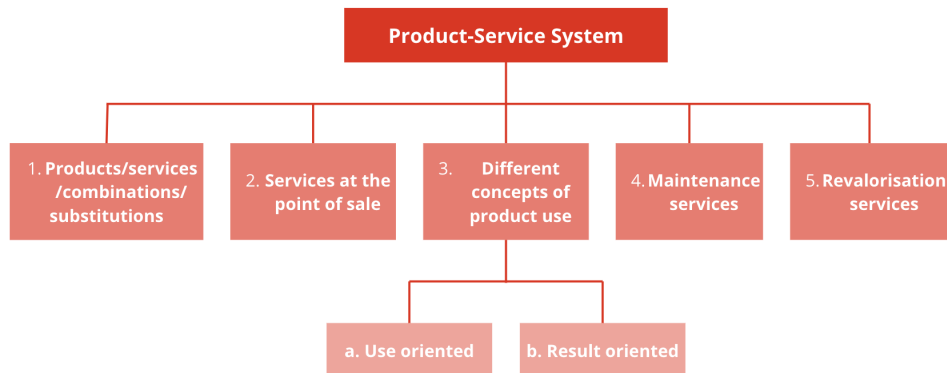 Product-Service System
1. Products/services
/combinations/
substitutions
2. Services at the
point of sale
3. Different
concepts of
product use
4. Maintenance
services
5. Revalorisation
services
a. Use oriented
b. Result oriented